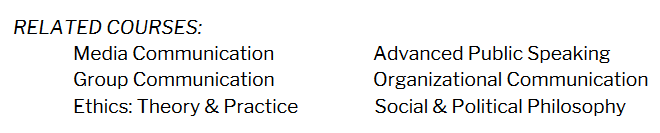 RELATED COURSES:
Media Communication Advanced Public Speaking
Group Communication Organizational Communication
Ethics: Theory & Practice Social & Political Philosophy